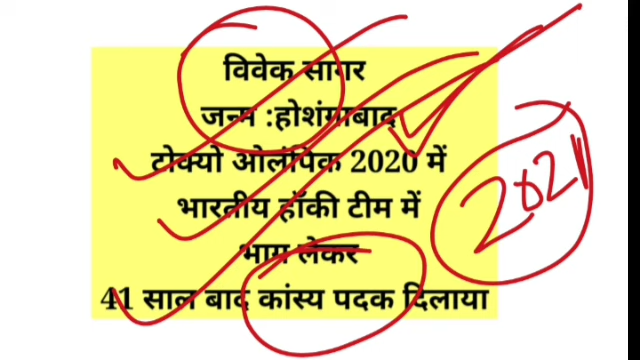 विवेक सागर
जन्म :होशंगाबाद
टोक्यो ओलंपिक 2020 में
भारतीय हॉकी टीम में
भाग लेकर
41 साल बाद कांस्य पदक दिलाया
2021